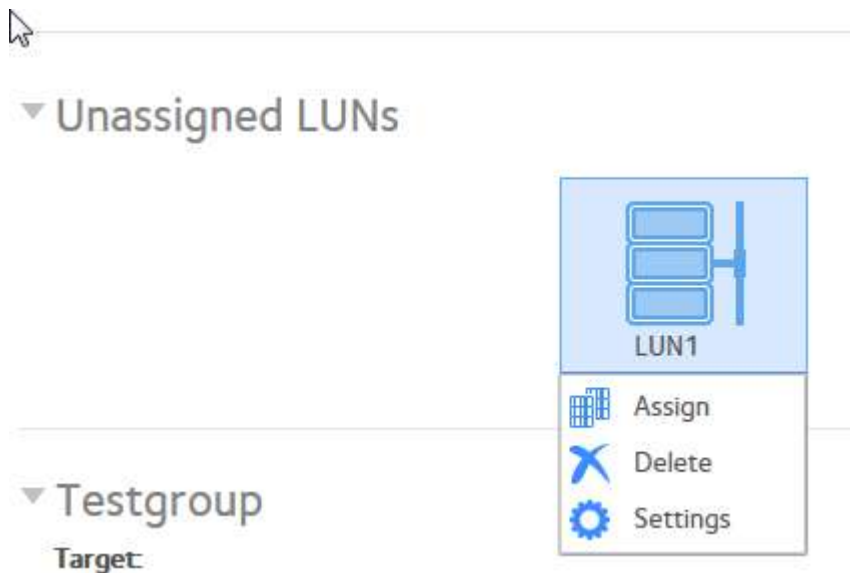 Unassigned LUNs
LUN1
Assign
Delete
Settings
Testgroup
Target: